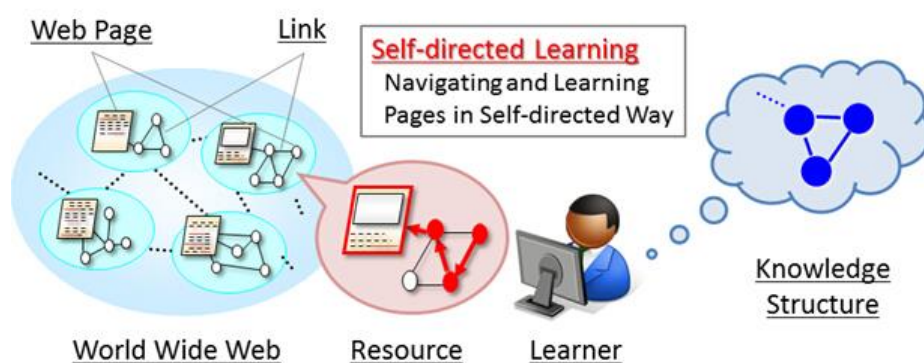 Web Page
Link
Self-directed Learning
Navigating and Learning
Pages in Self-directed Way
Knowledge
Structure
World Wide Web
Resource
Learner